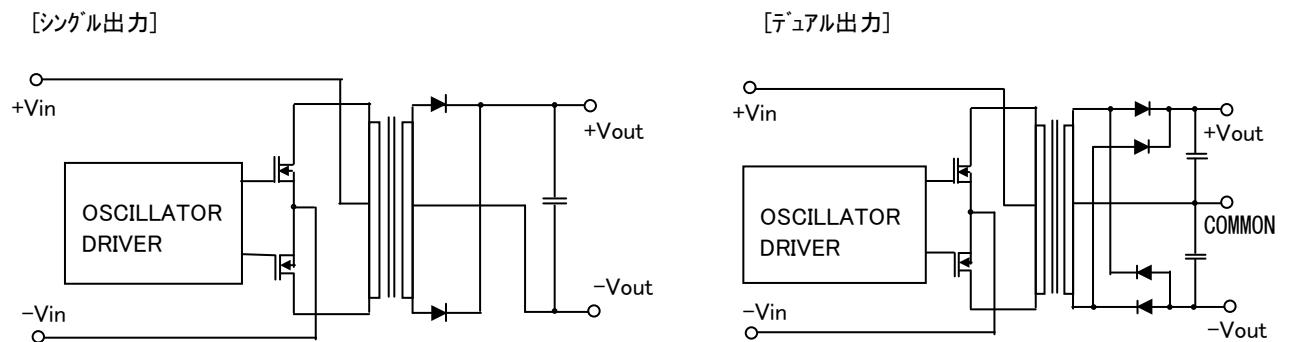 [シングル出力]
+Vin
OSCILLATOR
DRIVER
-Vin
+Vout
-Vout
[デュアル出力]
+Vin
OSCILLATOR
DRIVER
-Vin
+Vout
COMMON
-Vout